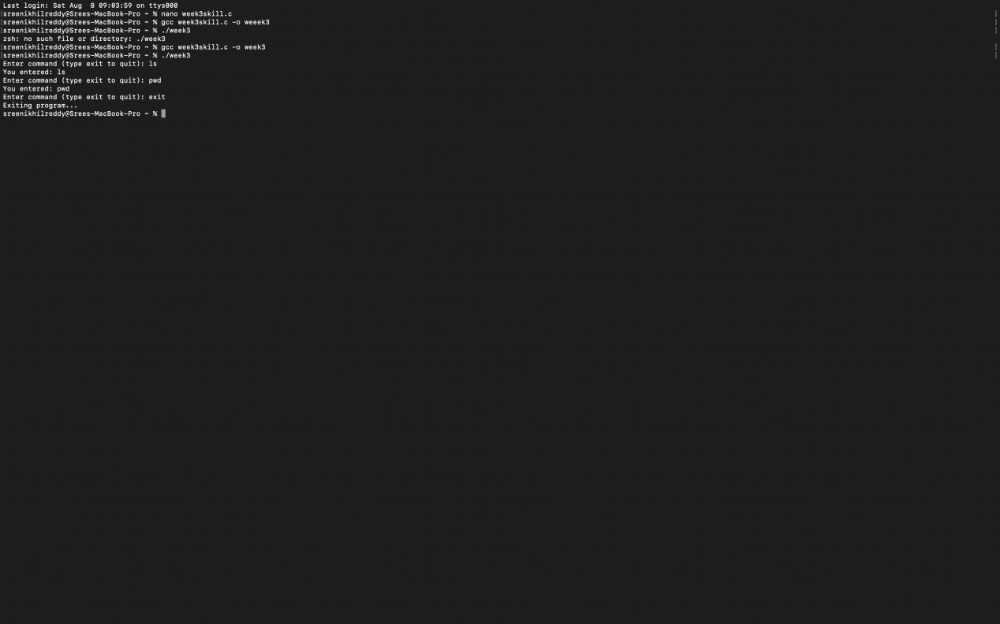 Last login: Sat Aug  8 09:03:59 on ttys000
[sreenikhilreddy@Srees-MacBook-Pro ~ % nano week3skill.c ]
[sreenikhilreddy@Srees-MacBook-Pro ~ % gcc week3skill.c -o weeek3 ]
[sreenikhilreddy@Srees-MacBook-Pro ~ % ./week3 ]
zsh: no such file or directory: ./week3
[sreenikhilreddy@Srees-MacBook-Pro ~ % gcc week3skill.c -o week3 ]
[sreenikhilreddy@Srees-MacBook-Pro ~ % ./week3 ]
Enter command (type exit to quit): ls
You entered: ls
Enter command (type exit to quit): pwd
You entered: pwd
Enter command (type exit to quit): exit
Exiting program...
sreenikhilreddy@Srees-MacBook-Pro ~ %